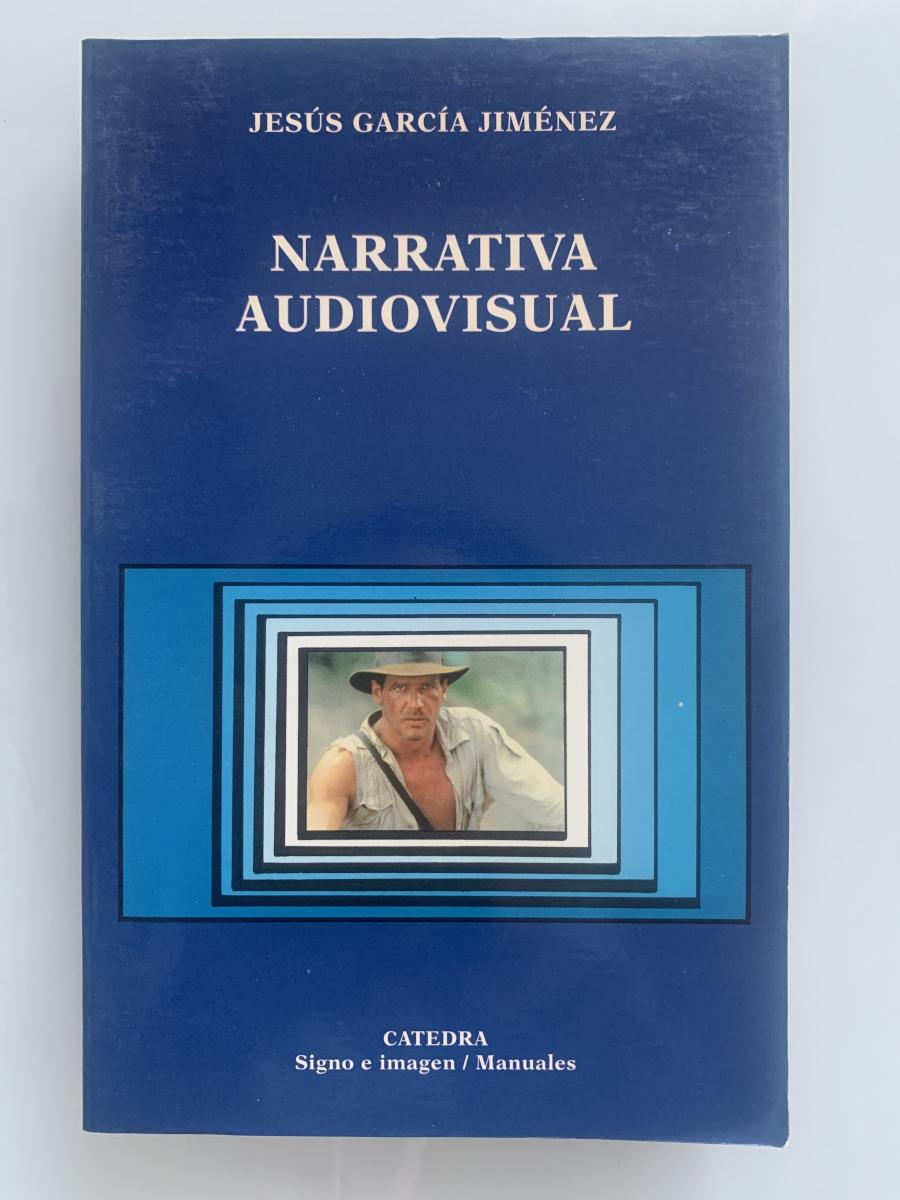 JESÚS GARCÍA JIMÉNEZ
NARRATIVA
AUDIOVISUAL
CATEDRA
Signo e imagen / Manuales